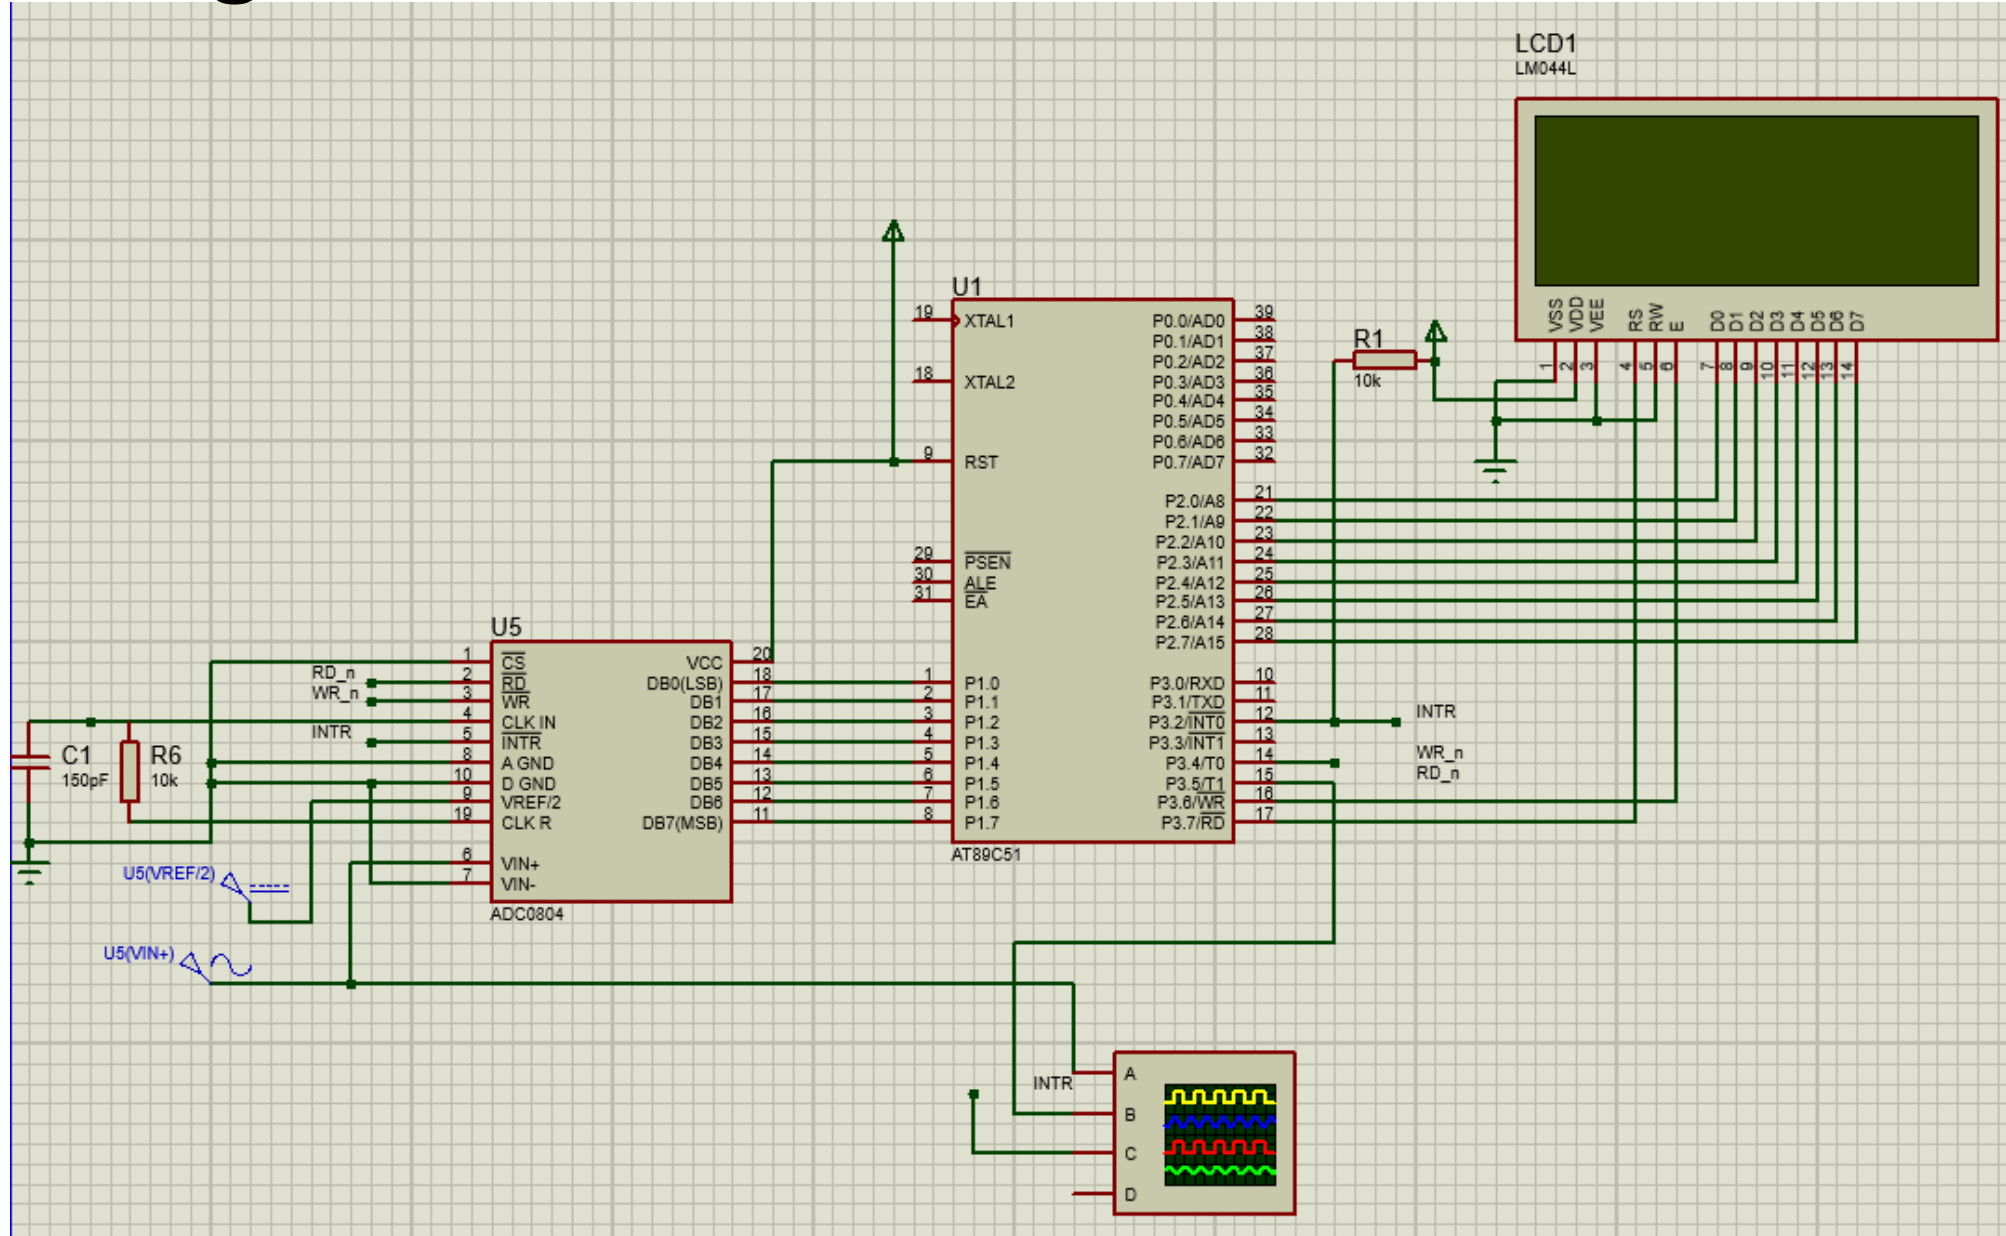 LCD1
LM044L
VSS
VDD
VEE
RS
RW
E
D0
D1
D2
D3
D4
D5
D6
D7
1
2
3
4
5
6
7
8
9
10
11
12
13
14
R1
10k
U1
19 XTAL1
18 XTAL2
9 RST
29 PSEN
30 ALE
31 EA
1 P1.0
2 P1.1
3 P1.2
4 P1.3
5 P1.4
6 P1.5
7 P1.6
8 P1.7
P0.0/AD0 39
P0.1/AD1 38
P0.2/AD2 37
P0.3/AD3 36
P0.4/AD4 35
P0.5/AD5 34
P0.6/AD6 33
P0.7/AD7 32
P2.0/A8 21
P2.1/A9 22
P2.2/A10 23
P2.3/A11 24
P2.4/A12 25
P2.5/A13 26
P2.6/A14 27
P2.7/A15 28
P3.0/RXD 10
P3.1/TXD 11
P3.2/INT0 12
P3.3/INT1 13
P3.4/T0 14
P3.5/T1 15
P3.6/WR 16
P3.7/RD 17
AT89C51
INTR
WR_n
RD_n
U5
1 CS
2 RD
3 WR
4 CLK IN
5 INTR
8 A GND
10 D GND
9 VREF/2
19 CLK R
6 VIN+
7 VIN-
VCC 20
DB0(LSB) 18
DB1 17
DB2 16
DB3 15
DB4 14
DB5 13
DB6 12
DB7(MSB) 11
ADC0804
RD_n
WR_n
INTR
C1
150pF
R6
10k
U5(VREF/2)
U5(VIN+)
INTR
A
B
C
D